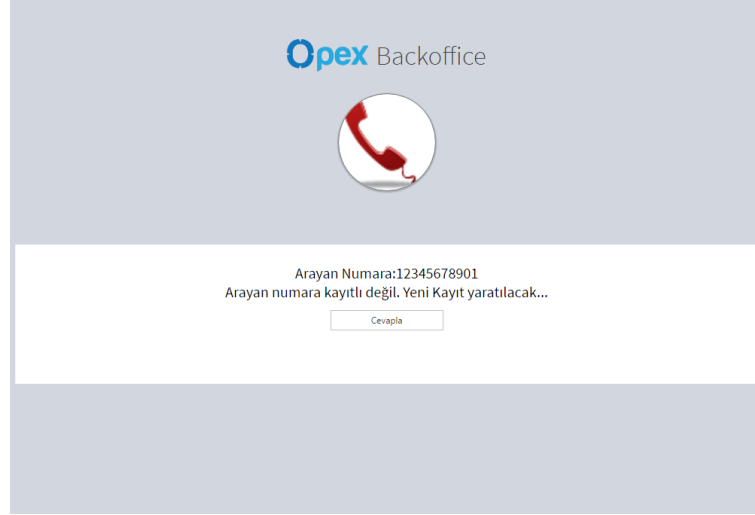 Opex Backoffice
Arayan Numara:12345678901
Arayan numara kayıtlı değil. Yeni Kayıt yaratılacak...
Cevapla